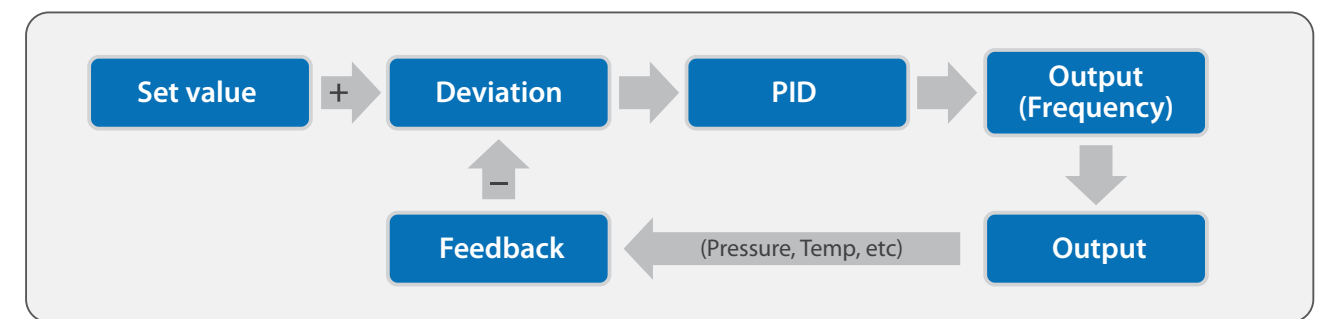 Set value
+
Deviation
PID
Output
(Frequency)
–
Feedback
(Pressure, Temp, etc)
Output